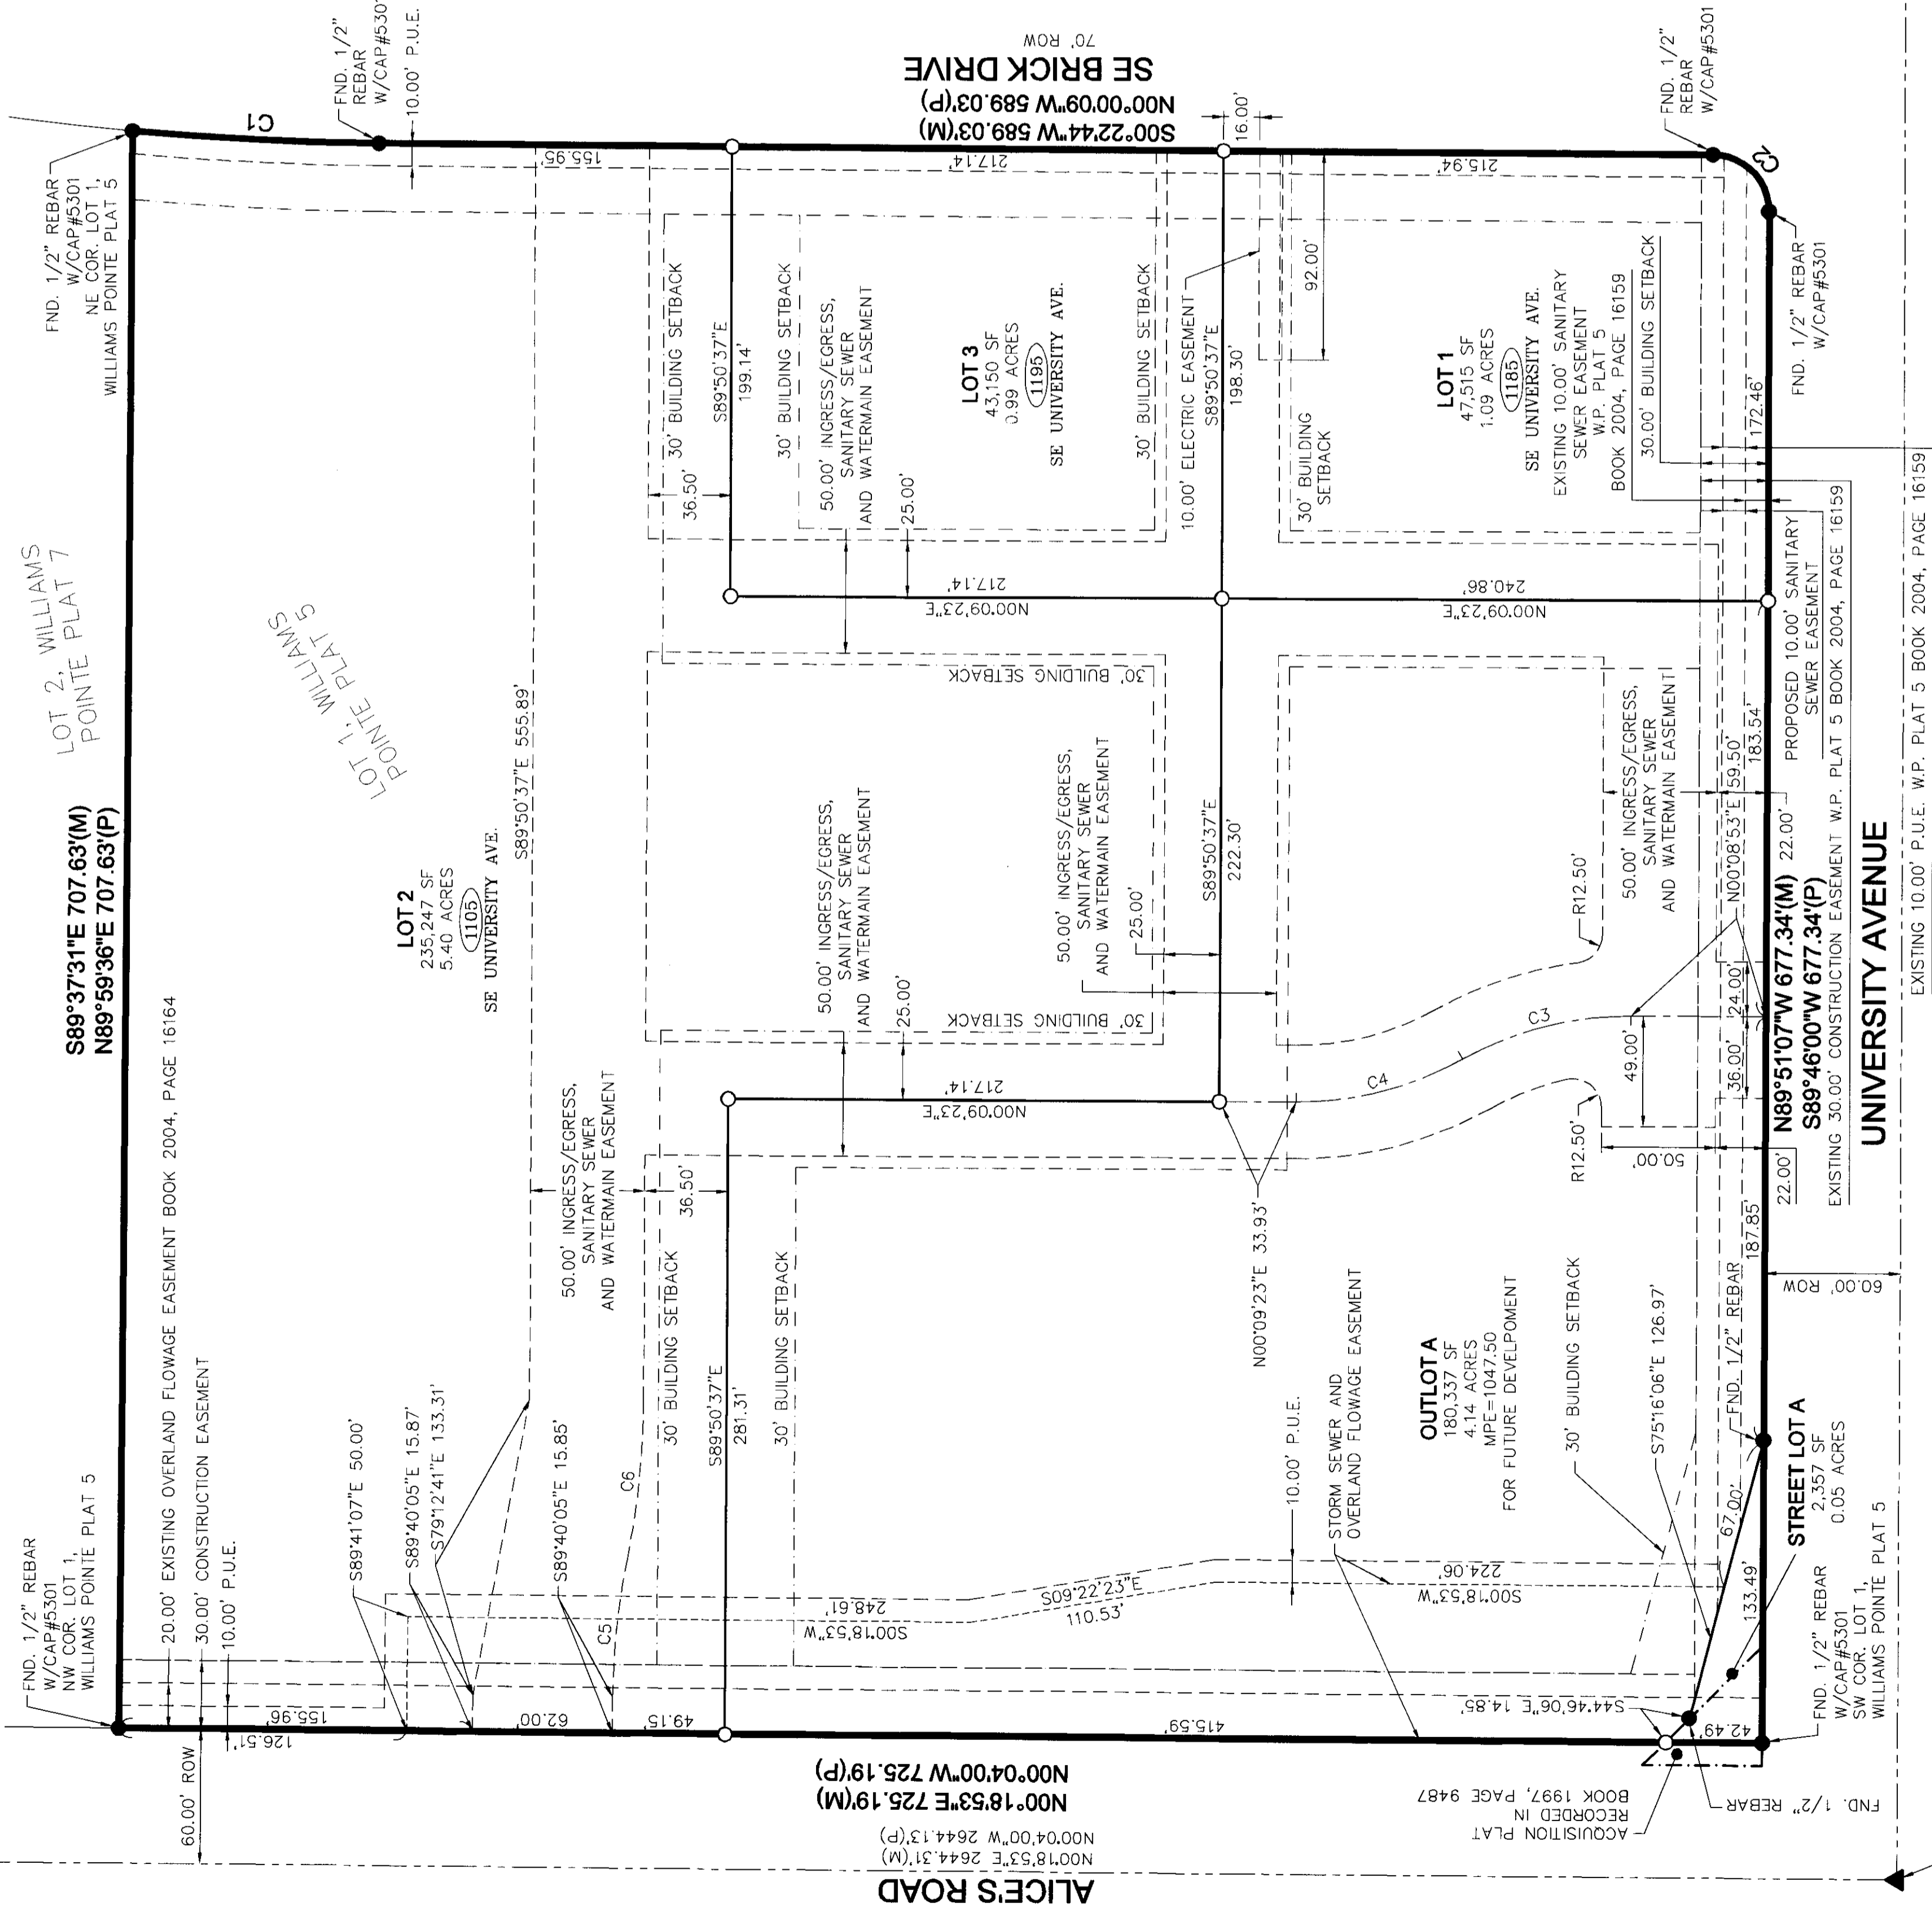 FND. 1/2" REBAR
W/CAP#5301
NW COR. LOT 1,
WILLIAMS POINTE PLAT 5
20.00' EXISTING OVERLAND FLOWAGE EASEMENT BOOK 2004, PAGE 16164
30.00' CONSTRUCTION EASEMENT
10.00' P.U.E.
60.00' ROW
S89°37'31"E 707.63'(M)
N89°59'36"E 707.63'(P)
LOT 2, WILLIAMS
POINTE PLAT 7
LOT 1, WILLIAMS
POINTE PLAT 5
FND. 1/2" REBAR
W/CAP#5301
NE COR. LOT 1,
WILLIAMS POINTE PLAT 5
C1
FND. 1/2"
REBAR
W/CAP#5301
10.00' P.U.E.
155.95'
217.14'
215.94'
S00°22'44"W 589.03'(M)
N00°00'09"W 589.03'(P)
SE BRICK DRIVE
70' ROW
16.00'
FND. 1/2"
REBAR
W/CAP#5301
FND. 1/2" REBAR
W/CAP#5301
LOT 2
235,247 SF
5.40 ACRES
1105
SE UNIVERSITY AVE.
S89°50'37"E 555.89'
S89°41'07"E 50.00'
S89°40'05"E 15.87'
S79°12'41"E 133.31'
S89°40'05"E 15.85'
C5
C6
126.51'
155.96'
62.00'
49.15'
50.00' INGRESS/EGRESS,
SANITARY SEWER
AND WATERMAIN EASEMENT
36.50'
30' BUILDING SETBACK
S89°50'37"E
281.31'
30' BUILDING SETBACK
50.00' INGRESS/EGRESS,
SANITARY SEWER
AND WATERMAIN EASEMENT
25.00'
N00°09'23"E
217.14'
30' BUILDING SETBACK
30' BUILDING SETBACK
50.00' INGRESS/EGRESS,
SANITARY SEWER
AND WATERMAIN EASEMENT
25.00'
S89°50'37"E
222.30'
36.50'
30' BUILDING SETBACK
S89°50'37"E
199.14'
30' BUILDING SETBACK
50.00' INGRESS/EGRESS,
SANITARY SEWER
AND WATERMAIN EASEMENT
25.00'
N00°09'23"E
217.14'
LOT 3
43,150 SF
0.99 ACRES
1195
SE UNIVERSITY AVE.
30' BUILDING SETBACK
10.00' ELECTRIC EASEMENT
S89°50'37"E
198.30'
92.00'
30' BUILDING
SETBACK
N00°09'23"E
240.86'
LOT 1
47,515 SF
1.09 ACRES
1185
SE UNIVERSITY AVE.
EXISTING 10.00' SANITARY
SEWER EASEMENT
W.P. PLAT 5
BOOK 2004, PAGE 16159
30.00' BUILDING SETBACK
172.46'
PROPOSED 10.00' SANITARY
SEWER EASEMENT
183.54'
N00°08'53"E 59.50'
22.00'
50.00' INGRESS/EGRESS,
SANITARY SEWER
AND WATERMAIN EASEMENT
R12.50'
C3
C4
49.00'
24.00'
36.00'
R12.50'
50.00'
22.00'
N00°09'23"E 33.93'
248.61'
S00°18'53"W
S09°22'23"E
110.53'
10.00' P.U.E.
STORM SEWER AND
OVERLAND FLOWAGE EASEMENT
224.06'
S00°18'53"W
OUTLOT A
180,337 SF
4.14 ACRES
MPE=1047.50
FOR FUTURE DEVELPOMENT
30' BUILDING SETBACK
S75°16'06"E 126.97'
FND. 1/2" REBAR
187.85'
60.00'
ROW
67.00'
133.49'
STREET LOT A
2,357 SF
0.05 ACRES
FND. 1/2" REBAR
W/CAP#5301
SW COR. LOT 1,
WILLIAMS POINTE PLAT 5
S44°46'06"E 14.85'
42.49'
415.59'
N00°18'53"E 725.19'(M)
N00°04'00"W 725.19'(P)
N00°18'53"E 2644.31'(M)
N00°04'00"W 2644.13'(P)
ALICE'S ROAD
ACQUISITION PLAT
RECORDED IN
BOOK 1997, PAGE 9487
FND. 1/2" REBAR
N89°51'07"W 677.34'(M)
S89°46'00"W 677.34'(P)
EXISTING 30.00' CONSTRUCTION EASEMENT W.P. PLAT 5 BOOK 2004, PAGE 16159
UNIVERSITY AVENUE
EXISTING 10.00' P.U.E. W.P. PLAT 5 BOOK 2004, PAGE 16159